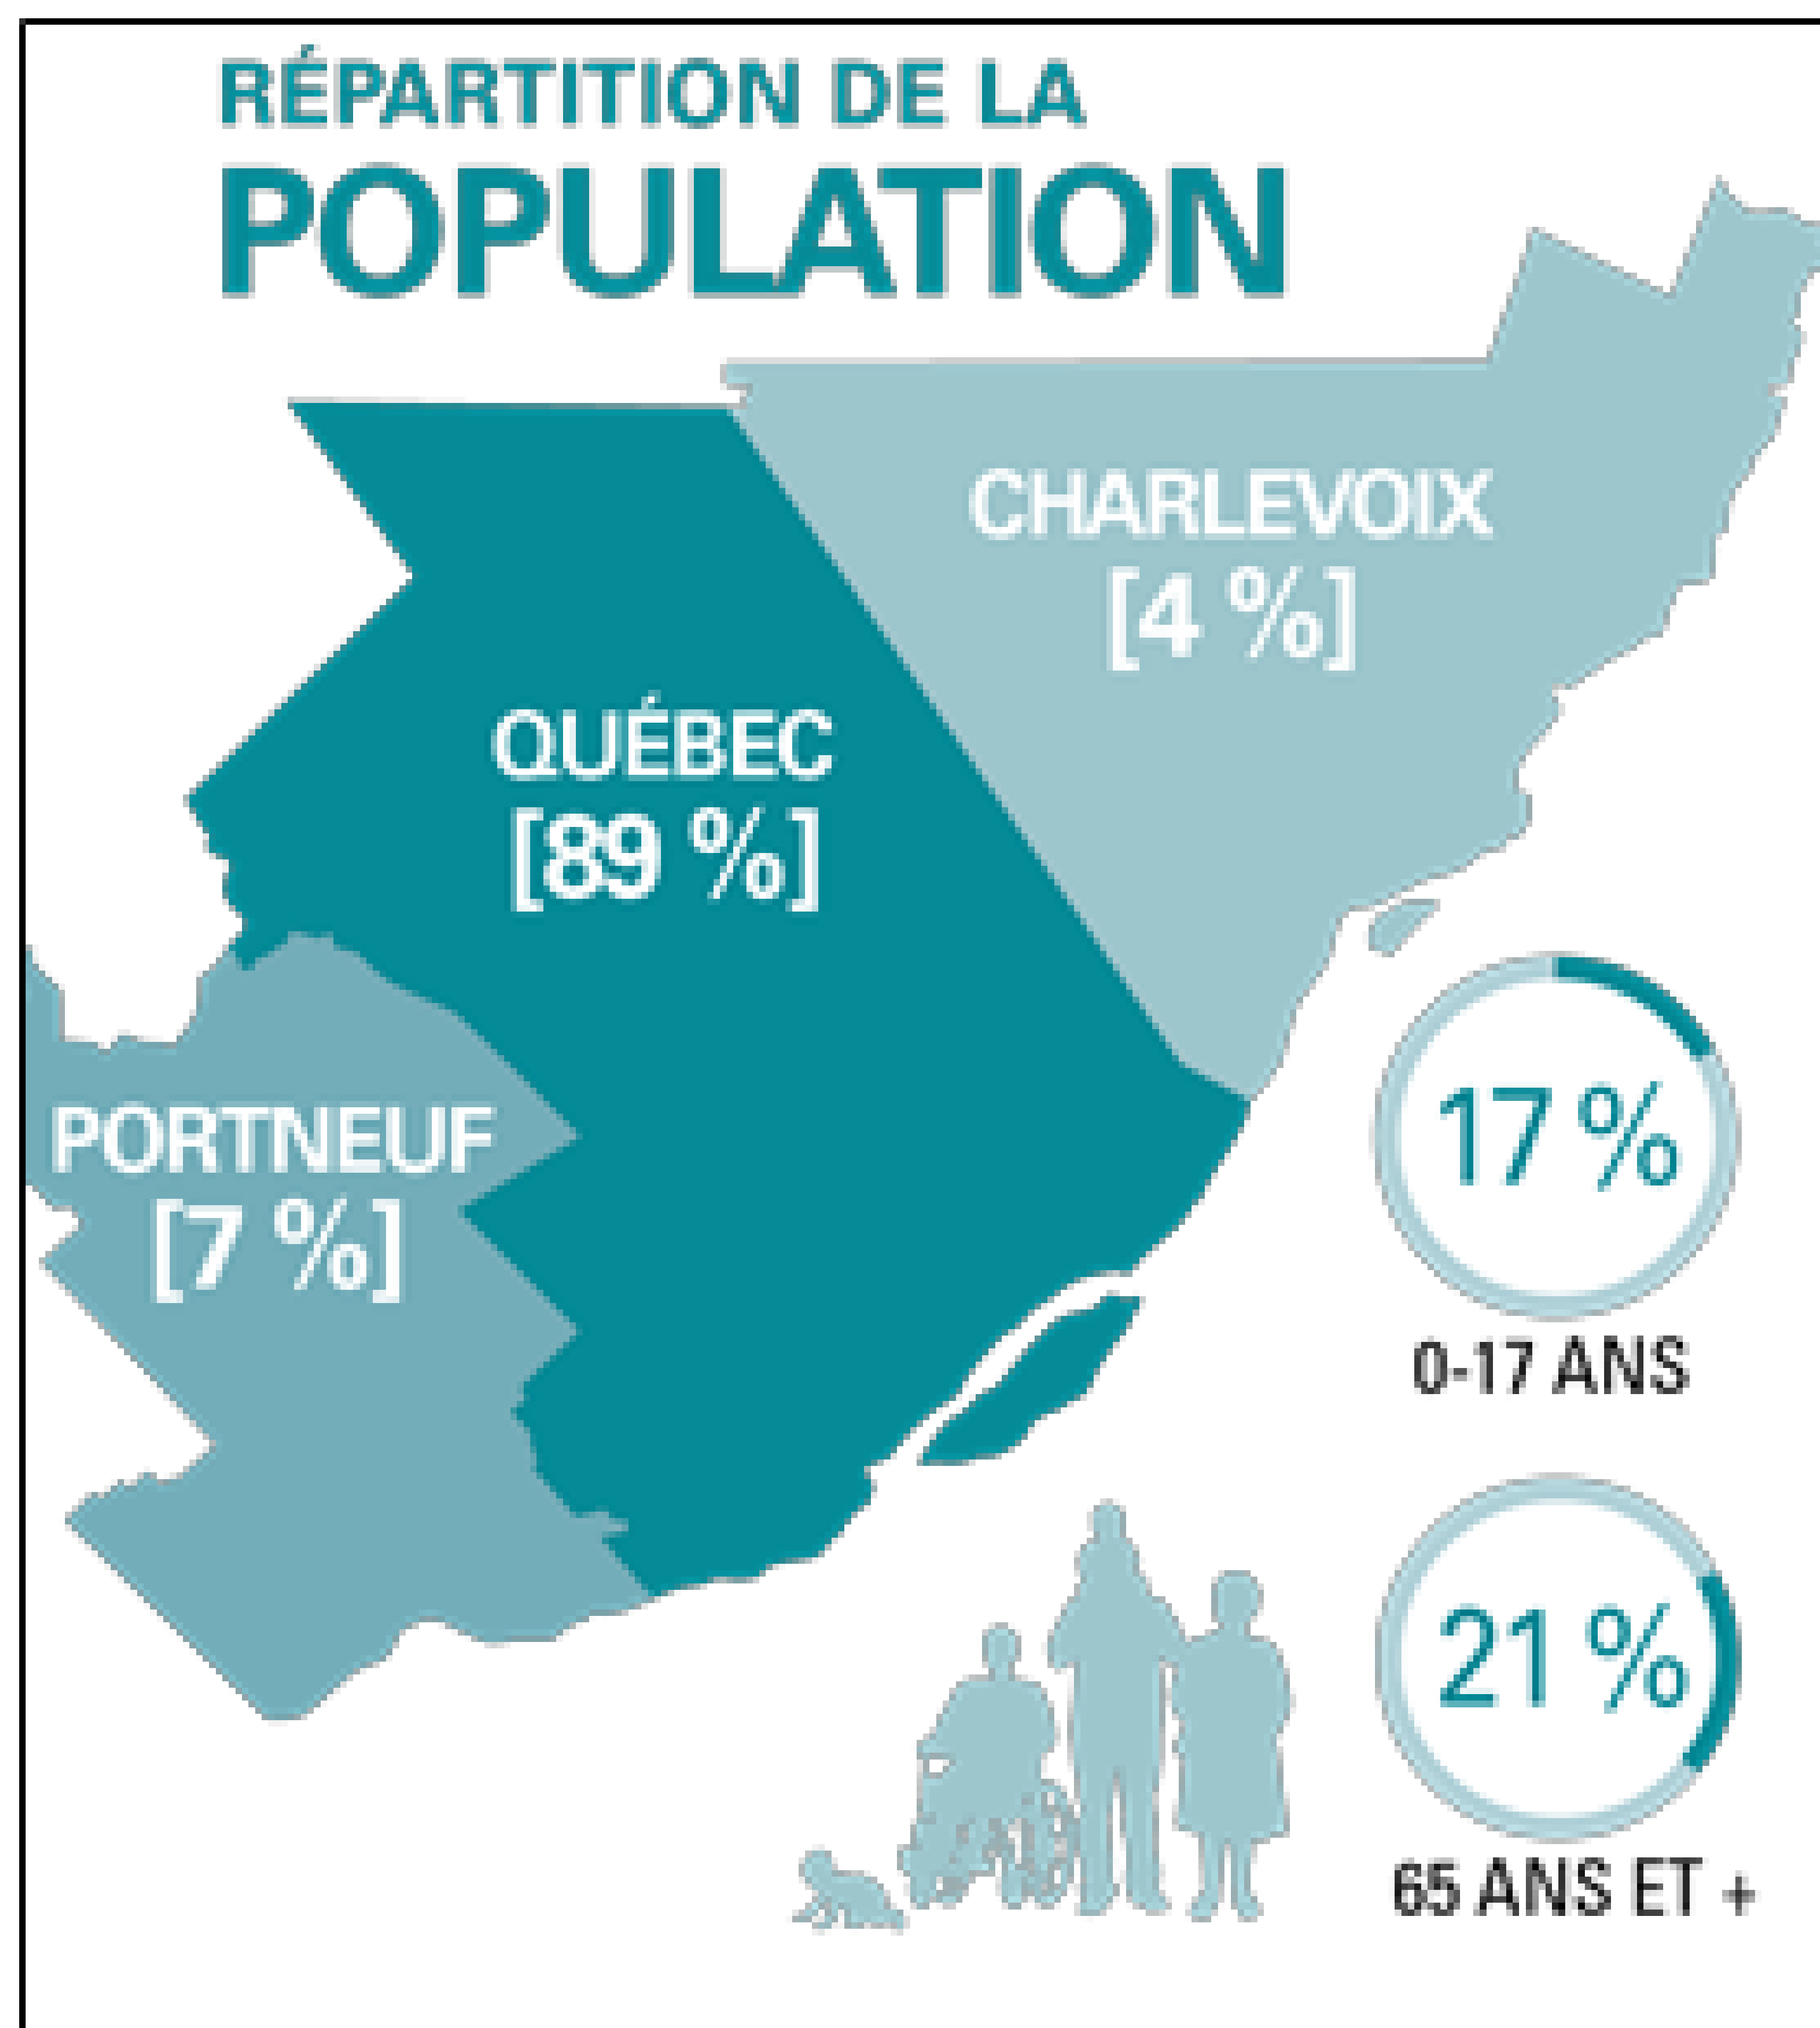 RÉPARTITION DE LA
POPULATION
CHARLEVOIX
[4 %]
QUÉBEC
[89 %]
PORTNEUF
[7 %]
17 %
0-17 ANS
21 %
65 ANS ET +